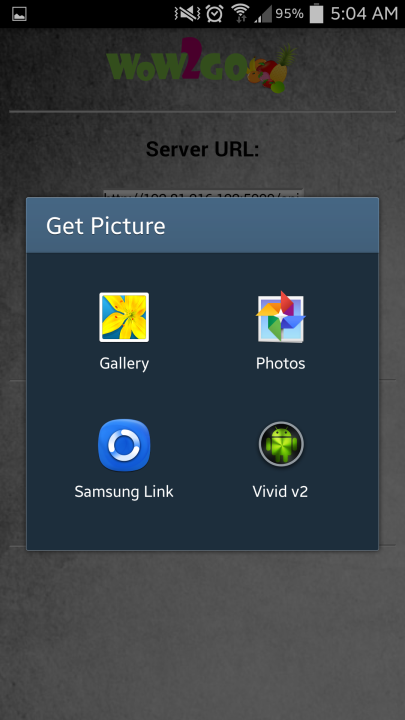 95% 5:04 AM
WOW2GO
Server URL:
Get Picture
Gallery
Photos
Samsung Link
Vivid v2